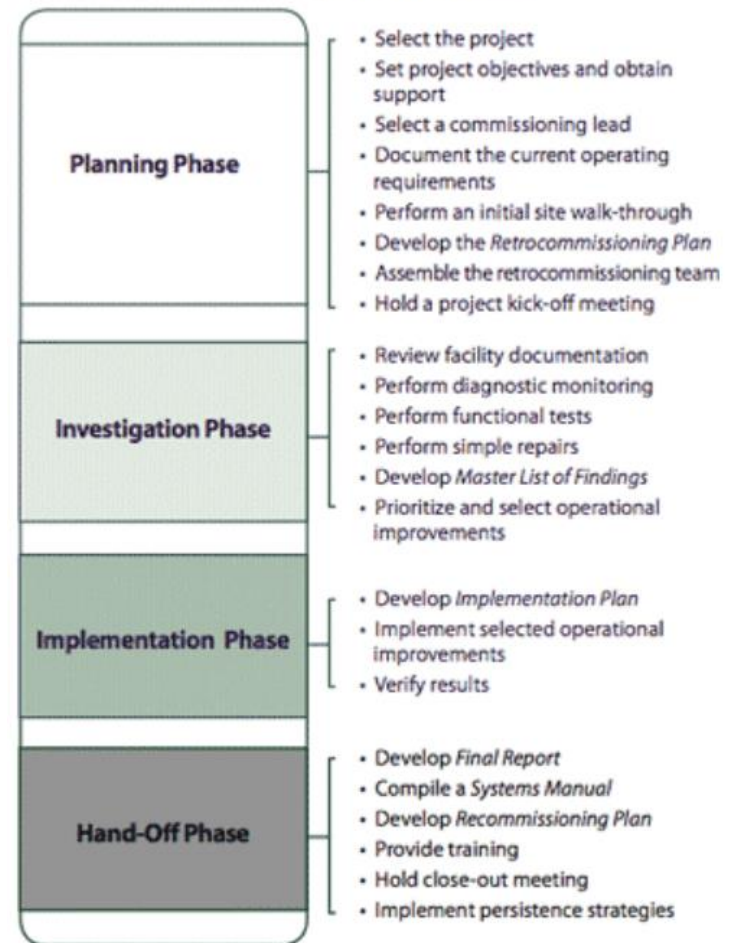 Planning Phase
• Select the project
• Set project objectives and obtain
support
• Select a commissioning lead
• Document the current operating
requirements
• Perform an initial site walk-through
• Develop the Retrocommissioning Plan
• Assemble the retrocommissioning team
• Hold a project kick-off meeting
Investigation Phase
• Review facility documentation
• Perform diagnostic monitoring
• Perform functional tests
• Perform simple repairs
• Develop Master List of Findings
• Prioritize and select operational
improvements
Implementation Phase
• Develop Implementation Plan
• Implement selected operational
improvements
• Verify results
Hand-Off Phase
• Develop Final Report
• Compile a Systems Manual
• Develop Recommissioning Plan
• Provide training
• Hold close-out meeting
• Implement persistence strategies